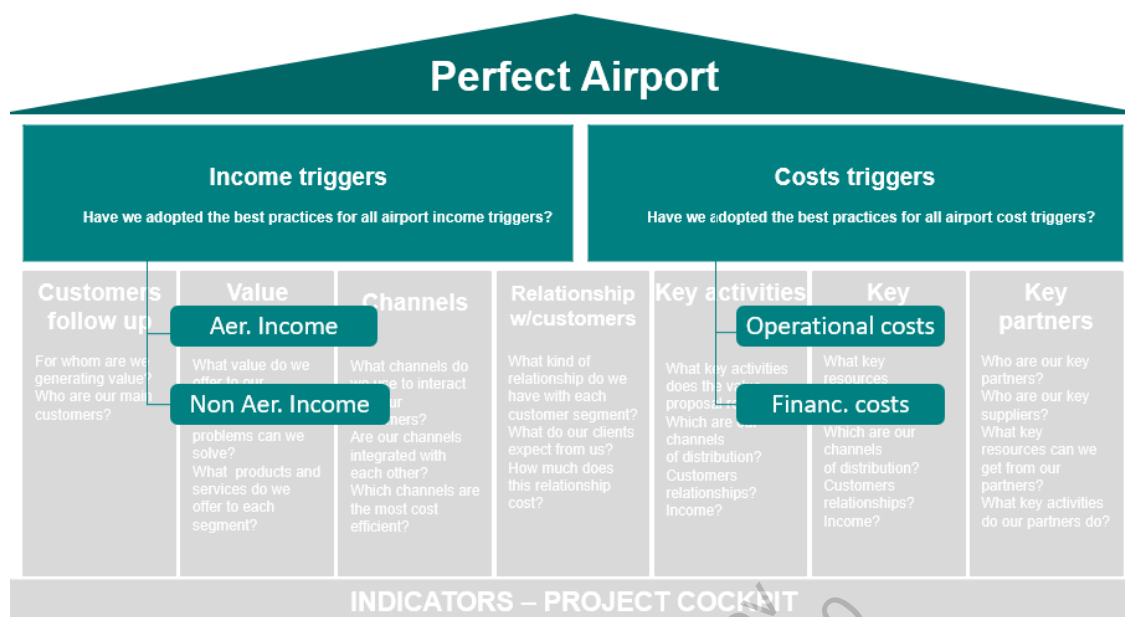 Perfect Airport
Income triggers
Have we adopted the best practices for all airport income triggers?
Costs triggers
Have we adopted the best practices for all airport cost triggers?
Aer. Income
Non Aer. Income
Operational costs
Financ. costs
Customers
follow up
For whom are we
generating value?
Who are our main
customers?
Value
What value do we
problems can we
solve?
What products and
services do we
offer to each
segment?
Channels
What channels do
we use to interact
Are our channels
integrated with
each other?
Which channels are
the most cost
efficient?
Relationship
w/customers
What kind of
relationship do we
have with each
customer segment?
What do our clients
expect from us?
How much does
this relationship
cost?
Key activities
What key activities
does the value
proposal
Which are our
channels
of distribution?
Customers
relationships?
Income?
Key
What key
resources
Which are our
channels
of distribution?
Customers
relationships?
Income?
Key
partners
Who are our key
partners?
Who are our key
suppliers?
What key
resources can we
get from our
partners?
What key activities
do our partners do?
INDICATORS – PROJECT COCKPIT